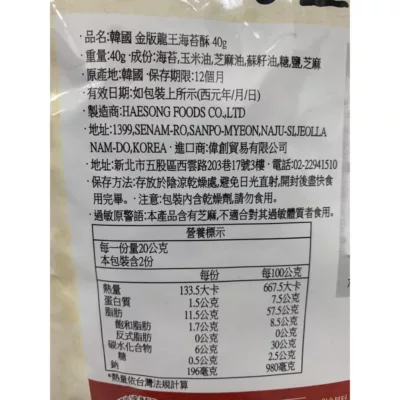 ·品名:韓國 金版龍王海苔酥 40g
·重量:40g ·成份:海苔,玉米油,芝麻油,蘇籽油,糖,鹽,芝麻
·原產地:韓國 ·保存期限:12個月
·有效日期:如包裝上所示(西元年/月/日)
·製造商:HAESONG FOODS CO.,LTD
·地址:1399,SENAM-RO,SANPO-MYEON,NAJU-SI,JEOLLA
NAM-DO,KOREA ·進口商:偉創貿易有限公司
·地址:新北市五股區西雲路203巷17號3樓 ·電話:02-22941510
·保存方法:存放於陰涼乾燥處,避免日光直射,開封後盡快食
用完畢。 ·注意:包裝內含乾燥劑,請勿食用。
·過敏原警語:本產品含有芝麻,不適合對其過敏體質者食用。
營養標示
每一份量20公克
本包裝含2份
每份 每100公克
熱量 133.5大卡 667.5大卡
蛋白質 1.5公克 7.5公克
脂肪 11.5公克 57.5公克
飽和脂肪 1.7公克 8.5公克
反式脂肪 0公克 0公克
碳水化合物 6公克 30公克
糖 0.5公克 2.5公克
鈉 196毫克 980毫克
*熱量依台灣法規計算